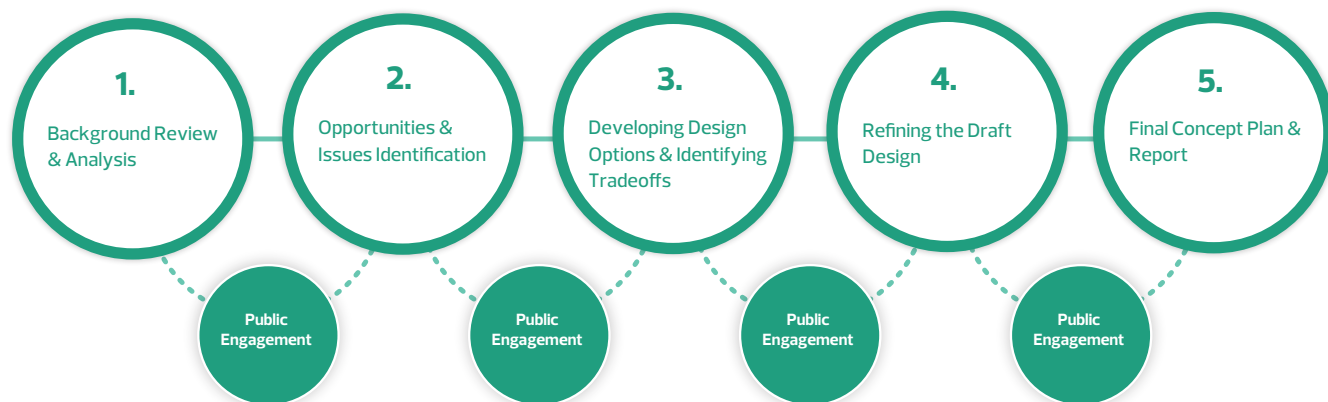 1.
Background Review
& Analysis
2.
Opportunities &
Issues Identification
3.
Developing Design
Options & Identifying
Tradeoffs
4.
Refining the Draft
Design
5.
Final Concept Plan &
Report
Public
Engagement
Public
Engagement
Public
Engagement
Public
Engagement